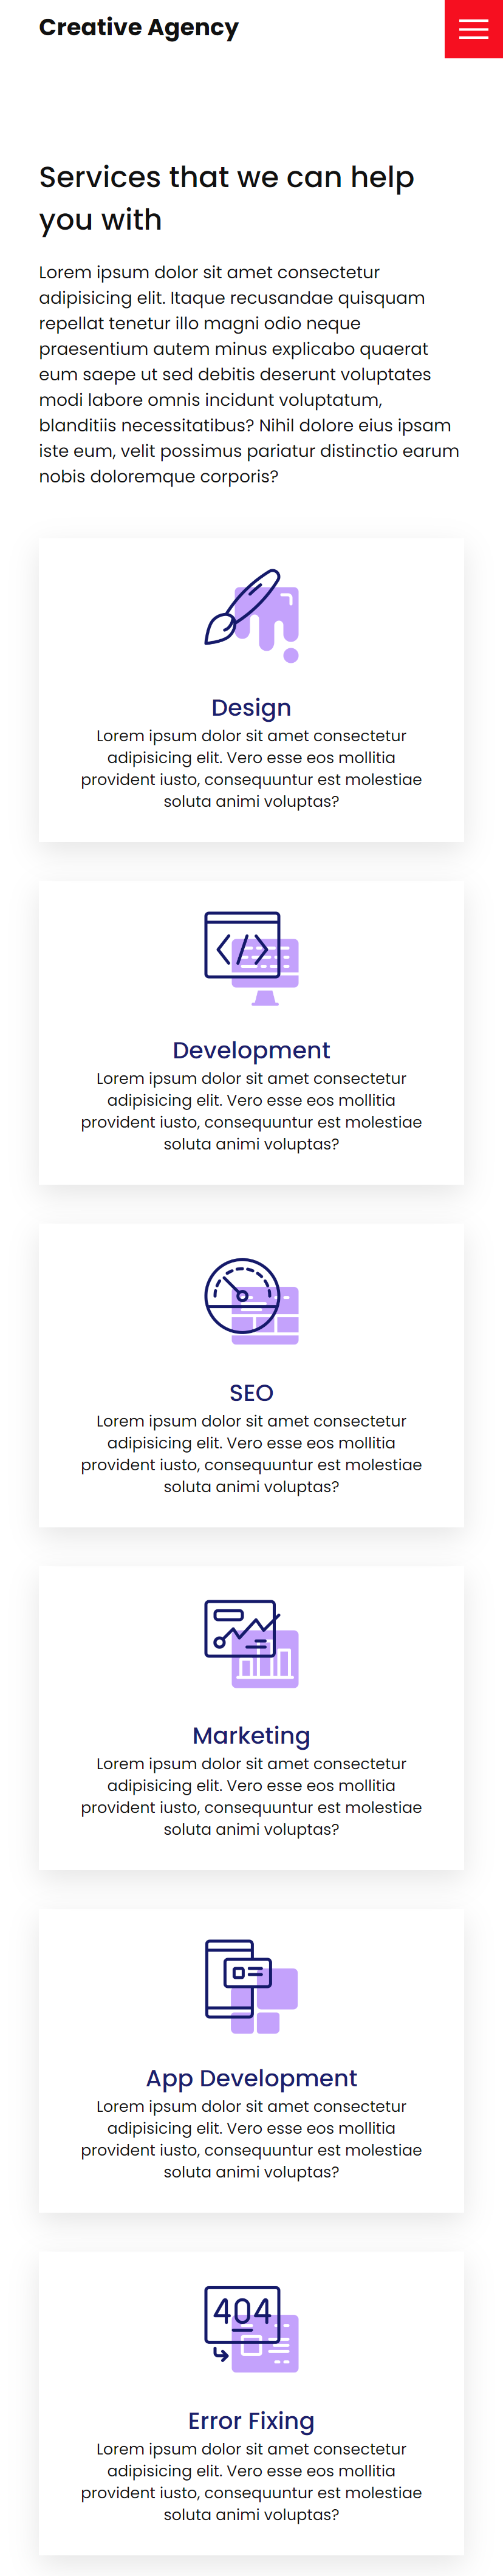 Creative Agency
Services that we can help
you with
Lorem ipsum dolor sit amet consectetur
adipisicing elit. Itaque recusandae quisquam
repellat tenetur illo magni odio neque
praesentium autem minus explicabo quaerat
eum saepe ut sed debitis deserunt voluptates
modi labore omnis incidunt voluptatum,
blanditiis necessitatibus? Nihil dolore eius ipsam
iste eum, velit possimus pariatur distinctio earum
nobis doloremque corporis?
Design
Lorem ipsum dolor sit amet consectetur
adipisicing elit. Vero esse eos mollitia
provident iusto, consequuntur est molestiae
soluta animi voluptas?
</>
Development
Lorem ipsum dolor sit amet consectetur
adipisicing elit. Vero esse eos mollitia
provident iusto, consequuntur est molestiae
soluta animi voluptas?
SEO
Lorem ipsum dolor sit amet consectetur
adipisicing elit. Vero esse eos mollitia
provident iusto, consequuntur est molestiae
soluta animi voluptas?
Marketing
Lorem ipsum dolor sit amet consectetur
adipisicing elit. Vero esse eos mollitia
provident iusto, consequuntur est molestiae
soluta animi voluptas?
App Development
Lorem ipsum dolor sit amet consectetur
adipisicing elit. Vero esse eos mollitia
provident iusto, consequuntur est molestiae
soluta animi voluptas?
404
Error Fixing
Lorem ipsum dolor sit amet consectetur
adipisicing elit. Vero esse eos mollitia
provident iusto, consequuntur est molestiae
soluta animi voluptas?